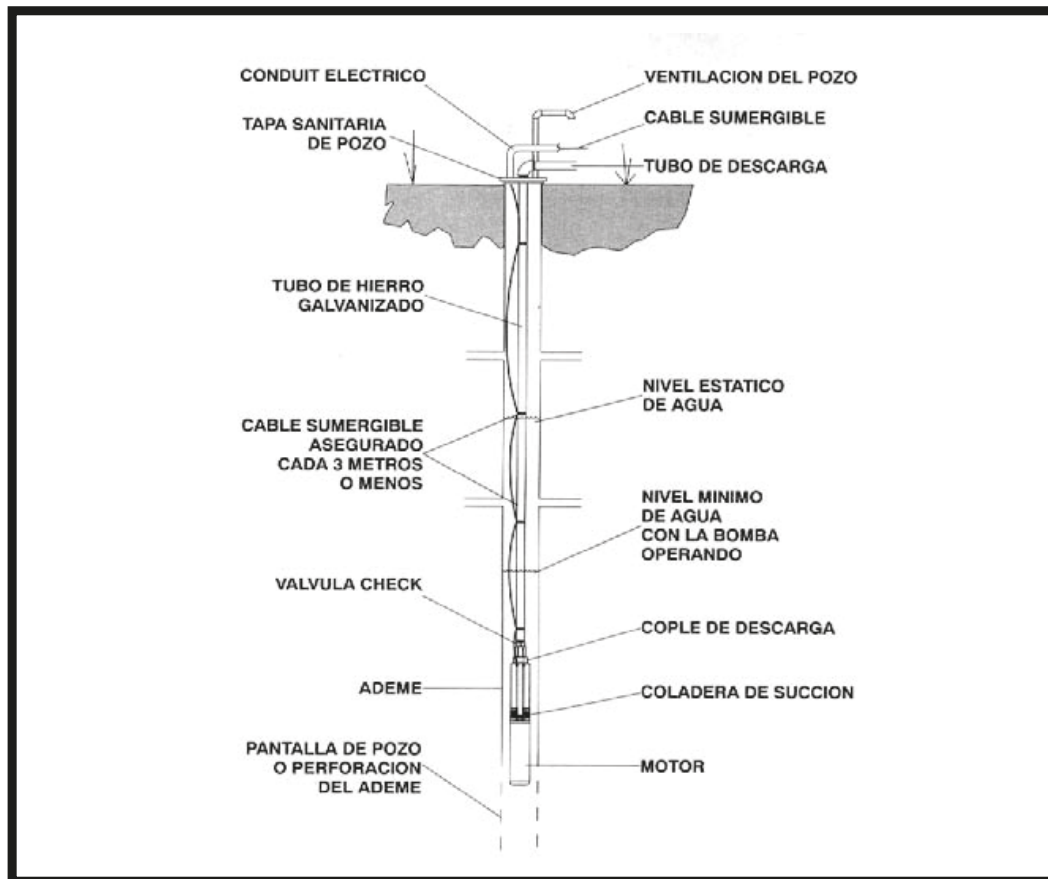 CONDUIT ELECTRICO
TAPA SANITARIA
DE POZO
VENTILACION DEL POZO
CABLE SUMERGIBLE
TUBO DE DESCARGA
TUBO DE HIERRO
GALVANIZADO
NIVEL ESTATICO
DE AGUA
CABLE SUMERGIBLE
ASEGURADO
CADA 3 METROS
O MENOS
NIVEL MINIMO
DE AGUA
CON LA BOMBA
OPERANDO
VALVULA CHECK
COPLE DE DESCARGA
ADEME
COLADERA DE SUCCION
PANTALLA DE POZO
O PERFORACION
DEL ADEME
MOTOR